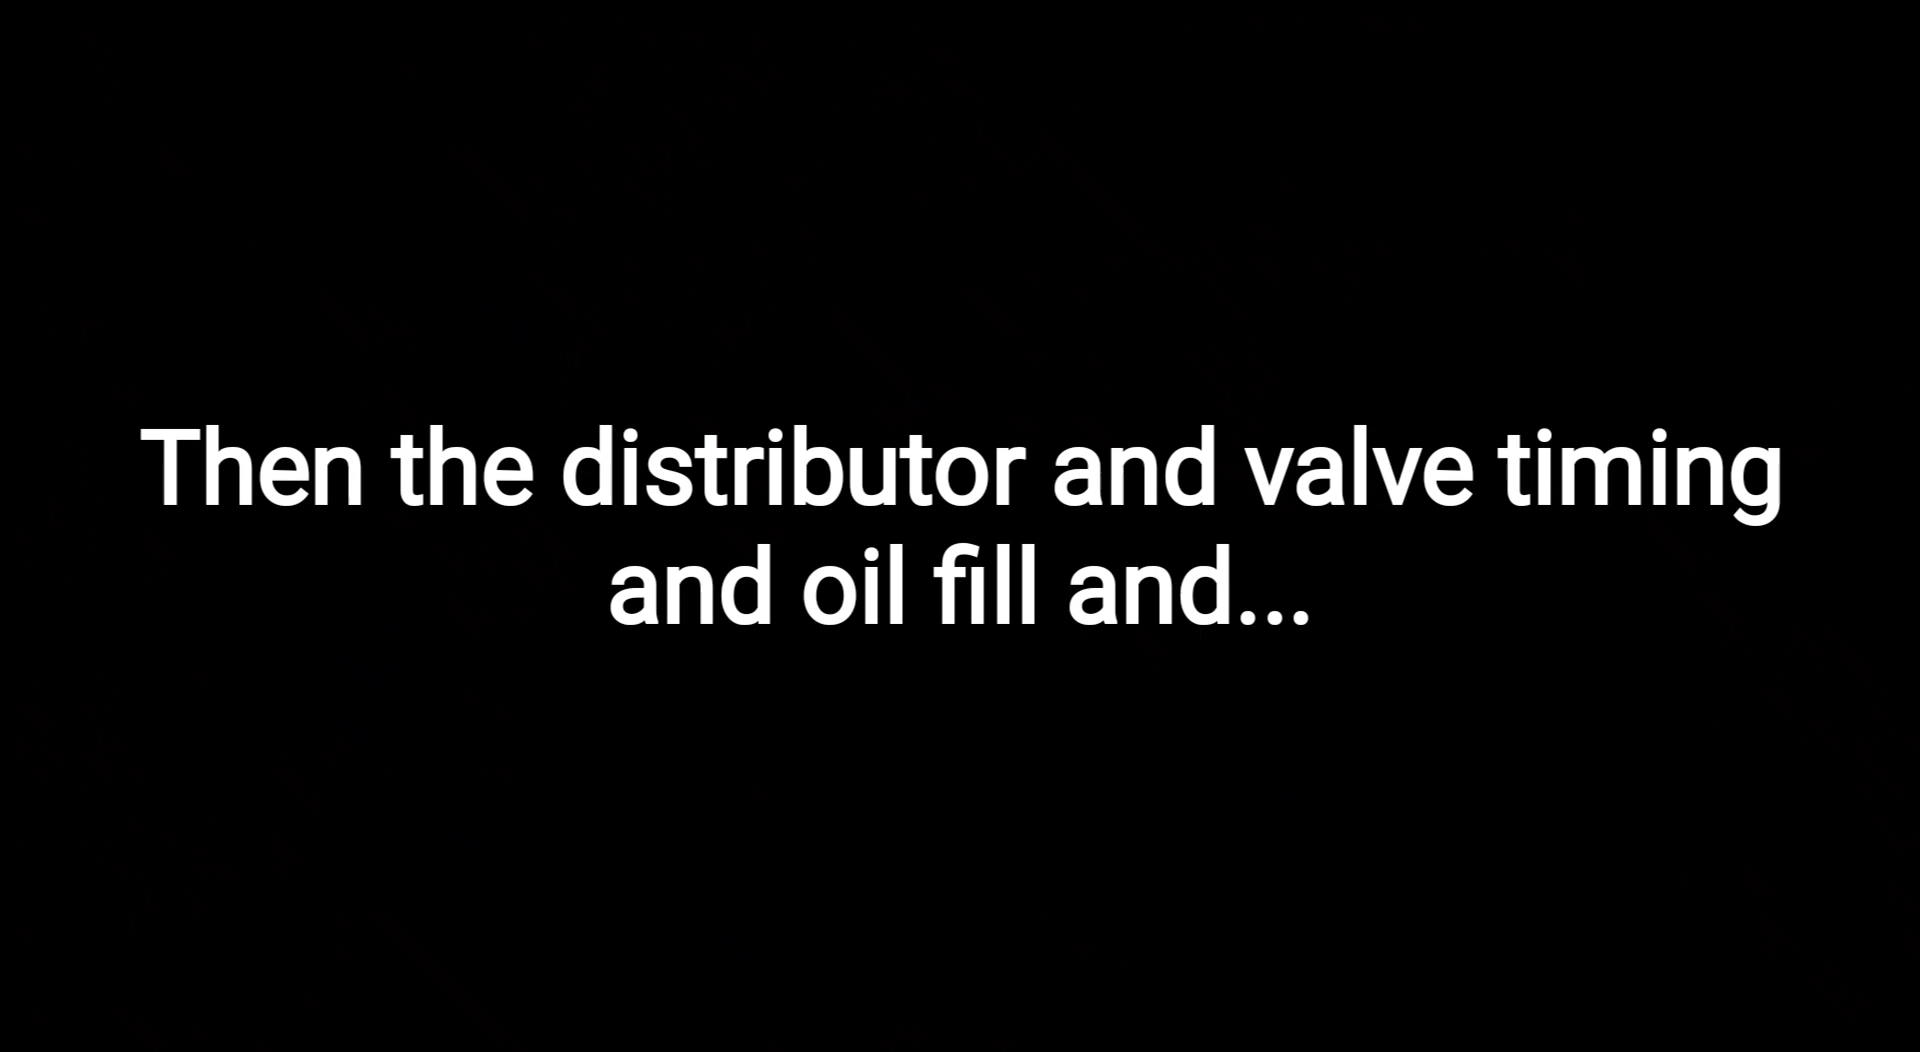 Then the distributor and valve timing
and oil fill and...